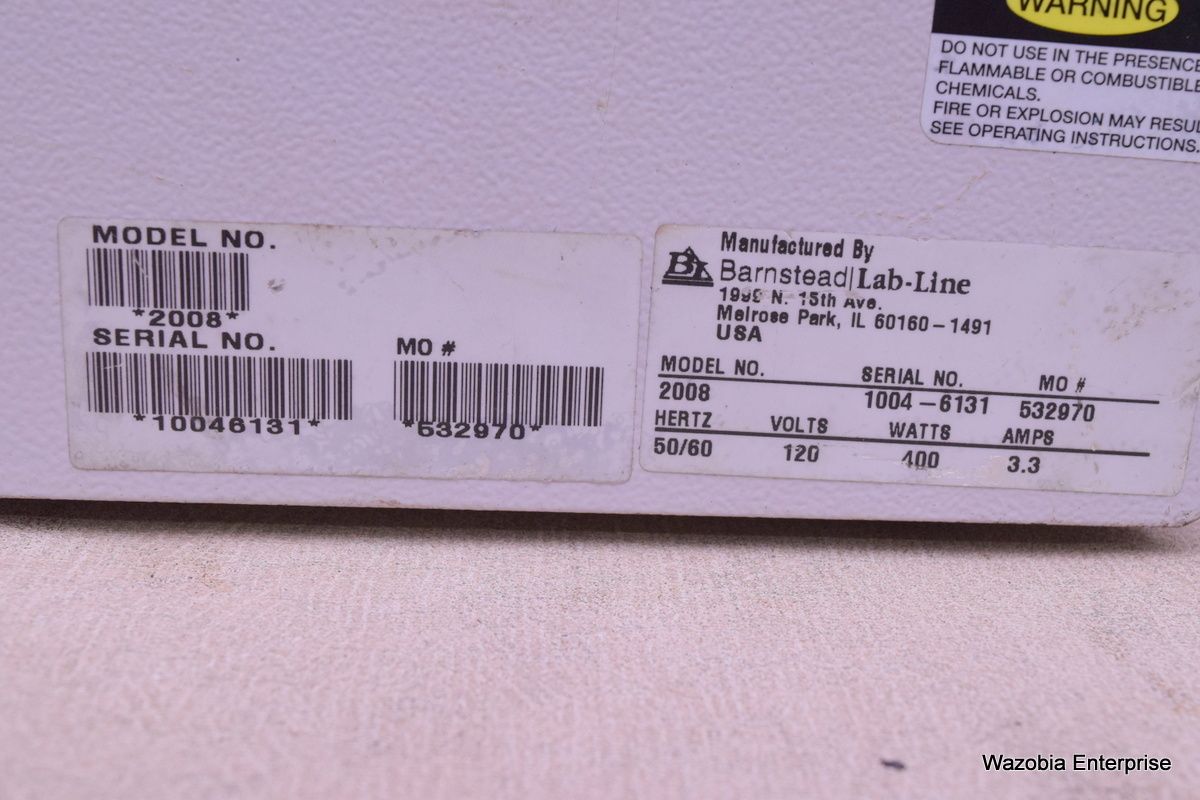 WARNING
DO NOT USE IN THE PRESENCE
FLAMMABLE OR COMBUSTIBLE
CHEMICALS.
FIRE OR EXPLOSION MAY RESUL
SEE OPERATING INSTRUCTIONS.
MODEL NO.
*2008*
SERIAL NO.
*10046131*
MO #
*532970*
BL
Manufactured By
Barnstead|Lab-Line
1999 N. 15th Ave.
Melrose Park, IL 60160-1491
USA
MODEL NO. SERIAL NO. MO #
2008 1004-6131 532970
HERTZ VOLTS WATTS AMPS
50/60 120 400 3.3
Wazobia Enterprise